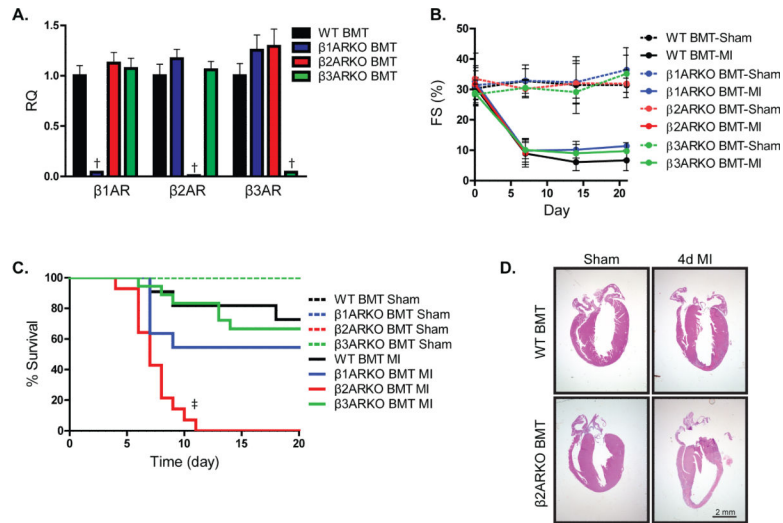 A.
WT BMT
β1ARKO BMT
β2ARKO BMT
β3ARKO BMT
RQ
1.5
1.0
0.5
0.0
†
†
†
β1AR
β2AR
β3AR
B.
WT BMT-Sham
WT BMT-MI
β1ARKO BMT-Sham
β1ARKO BMT-MI
β2ARKO BMT-Sham
β2ARKO BMT-MI
β3ARKO BMT-Sham
β3ARKO BMT-MI
FS (%)
50
40
30
20
10
0
0
7
14
21
Day
C.
% Survival
100
80
60
40
20
0
0
5
10
15
20
‡
Time (day)
WT BMT Sham
β1ARKO BMT Sham
β2ARKO BMT Sham
β3ARKO BMT Sham
WT BMT MI
β1ARKO BMT MI
β2ARKO BMT MI
β3ARKO BMT MI
D.
Sham
4d MI
WT BMT
β2ARKO BMT
2 mm